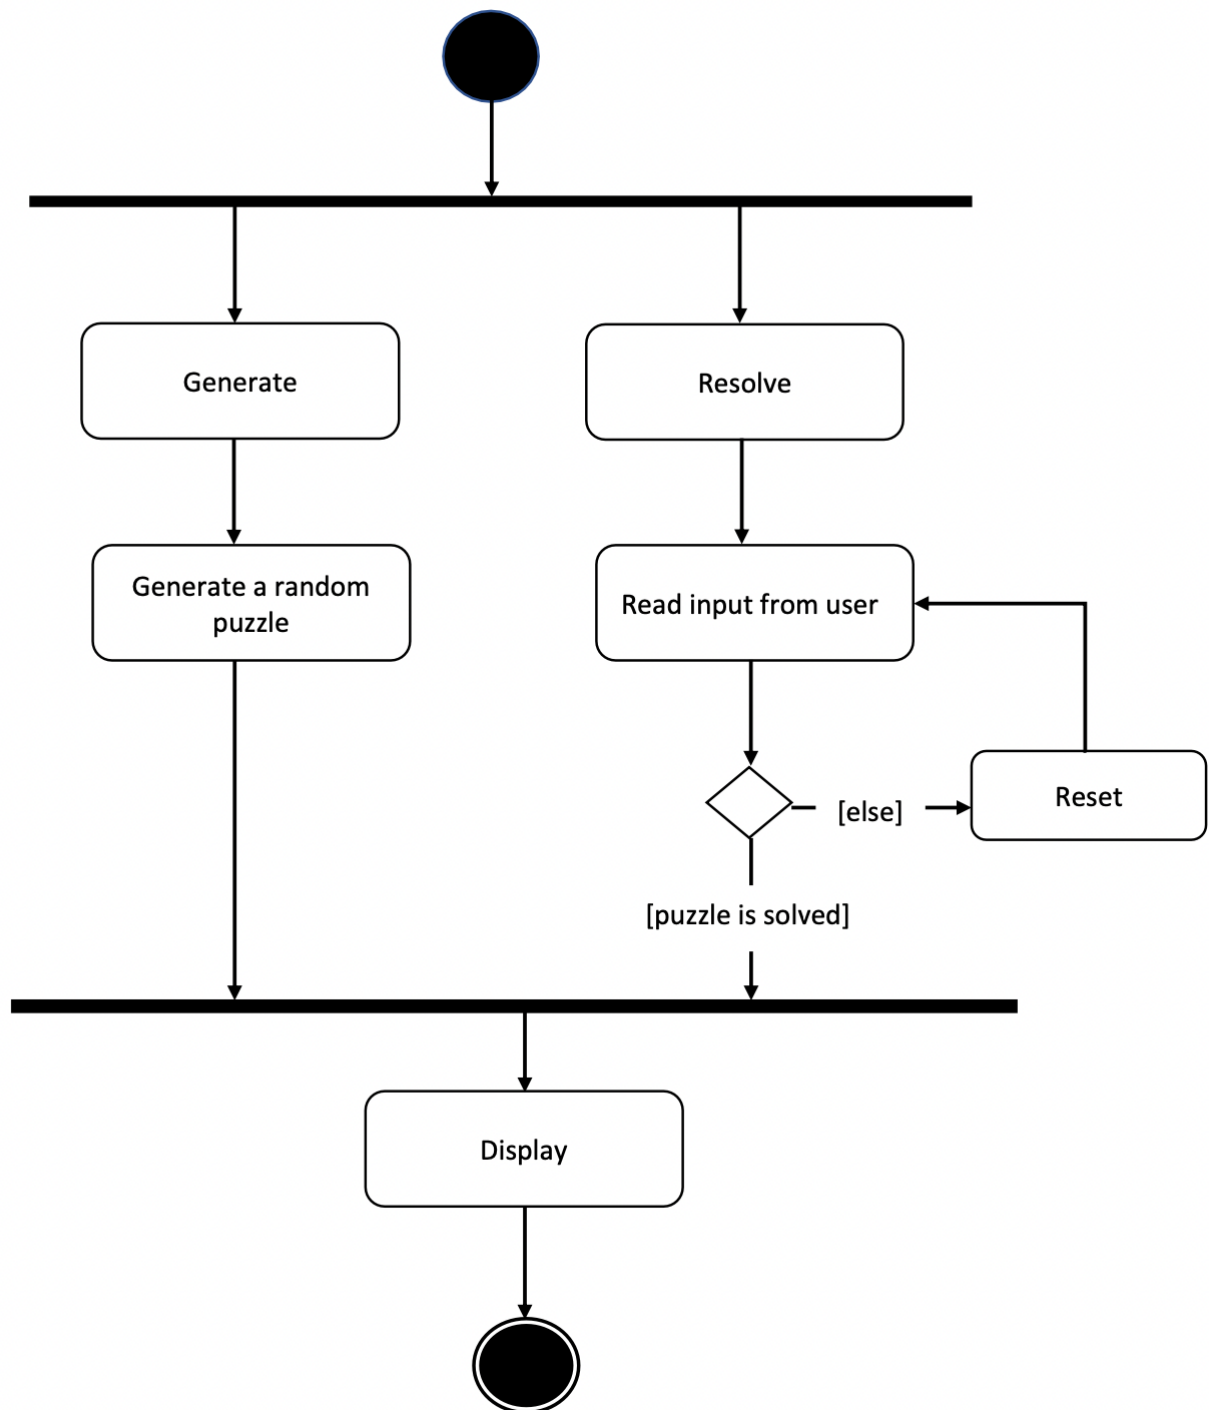 Generate
Resolve
Generate a random
puzzle
Read input from user
[else]
Reset
[puzzle is solved]
Display